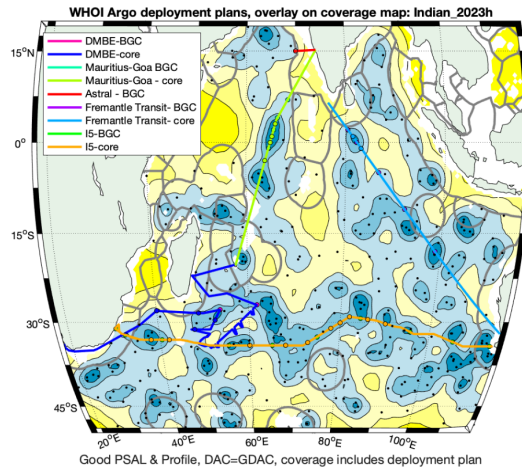 WHOI Argo deployment plans, overlay on coverage map: Indian_2023h
DMBE-BGC
DMBE-core
Mauritius-Goa BGC
Mauritius-Goa - core
Astral - BGC
Fremantle Transit- BGC
Fremantle Transit- core
I5-BGC
I5-core
15°N
0°
15°S
30°S
45°S
20°E
40°E
60°E
80°E
100°E
Good PSAL & Profile, DAC=GDAC, coverage includes deployment plan